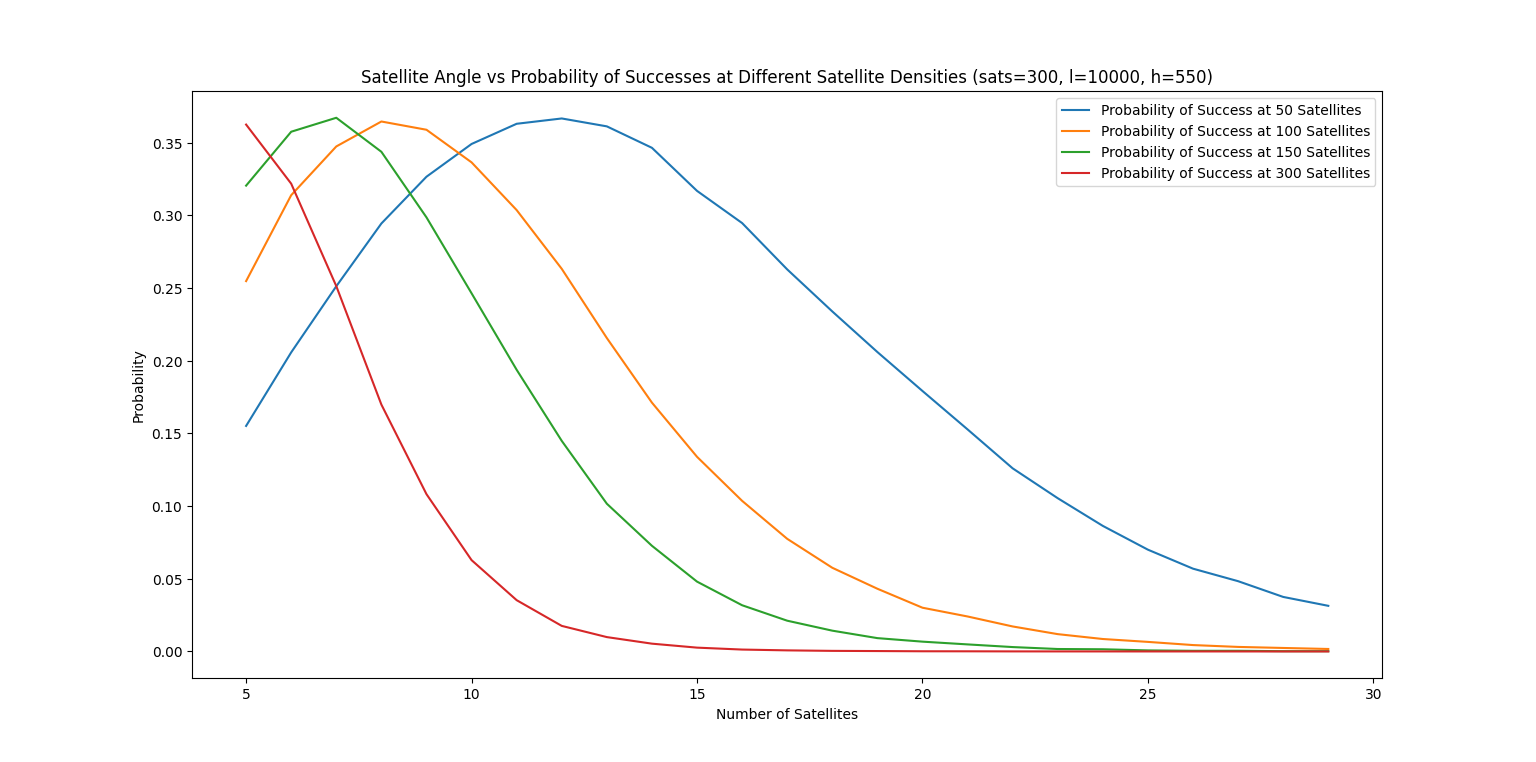 Satellite Angle vs Probability of Successes at Different Satellite Densities (sats=300, l=10000, h=550)
Probability of Success at 50 Satellites
Probability of Success at 100 Satellites
Probability of Success at 150 Satellites
Probability of Success at 300 Satellites
Probability
0.35
0.30
0.25
0.20
0.15
0.10
0.05
0.00
5 10 15 20 25 30
Number of Satellites